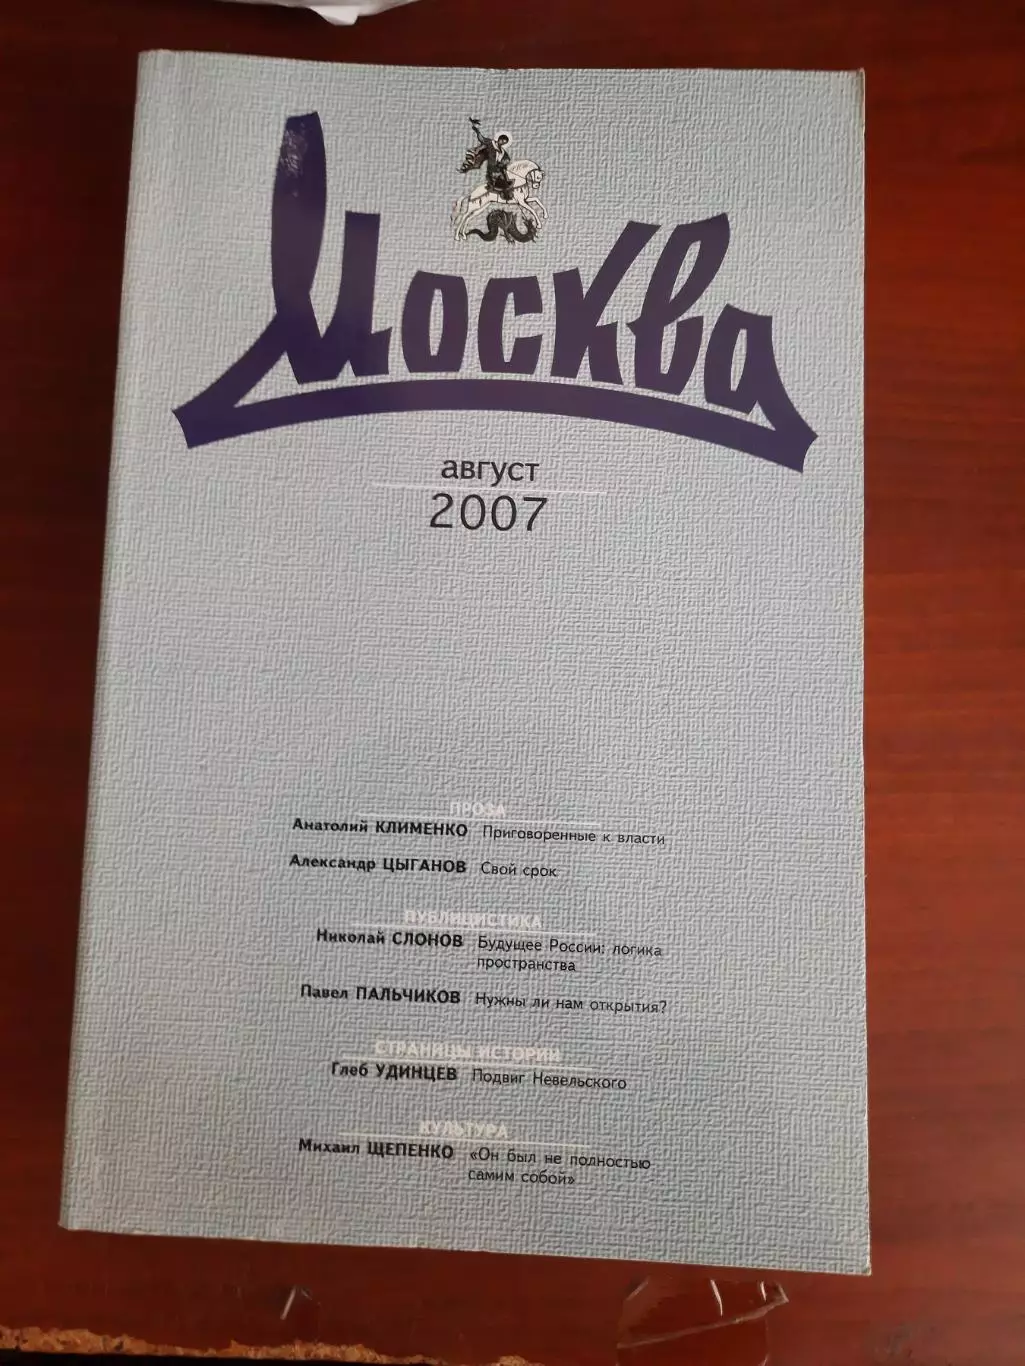 Москва
август
2007
ПРОЗА
Анатолий КЛИМЕНКО Приговоренные к власти
Александр ЦЫГАНОВ Свой срок
ПУБЛИЦИСТИКА
Николай СЛОНОВ Будущее России: логика
пространства
Павел ПАЛЬЧИКОВ Нужны ли нам открытия?
СТРАНИЦЫ ИСТОРИИ
Глеб УДИНЦЕВ Подвиг Невельского
КУЛЬТУРА
Михаил ЩЕПЕНКО «Он был не полностью
самим собой»